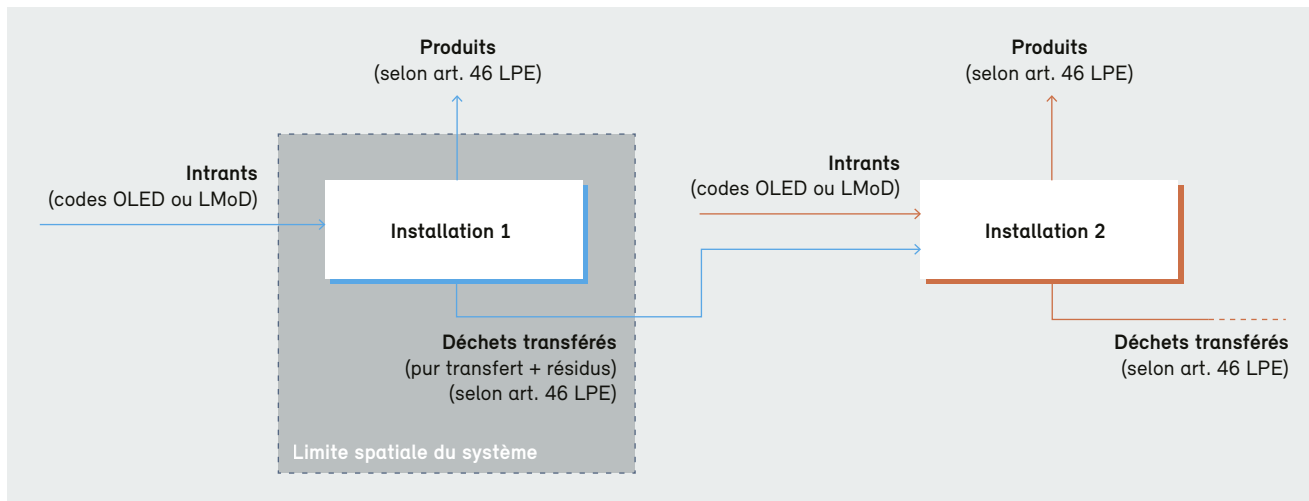 Produits
(selon art. 46 LPE)
Intrants
(codes OLED ou LMoD)
Installation 1
Déchets transférés
(pur transfert + résidus)
(selon art. 46 LPE)
Limite spatiale du système
Produits
(selon art. 46 LPE)
Intrants
(codes OLED ou LMoD)
Installation 2
Déchets transférés
(selon art. 46 LPE)